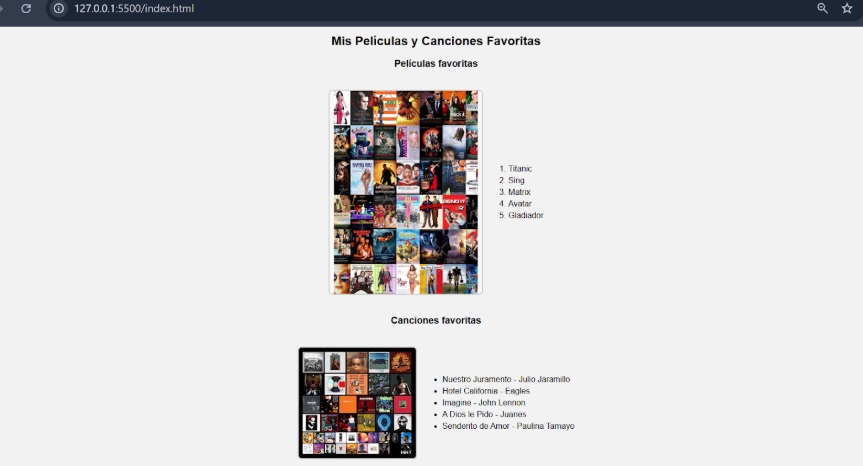 127.0.0.1:5500/index.html
Mis Películas y Canciones Favoritas
Películas favoritas
1. Titanic
2. Sing
3. Matrix
4. Avatar
5. Gladiador
Canciones favoritas
• Nuestro Juramento - Julio Jaramillo
• Hotel California - Eagles
• Imagine - John Lennon
• A Dios le Pido - Juanes
• Senderito de Amor - Paulina Tamayo